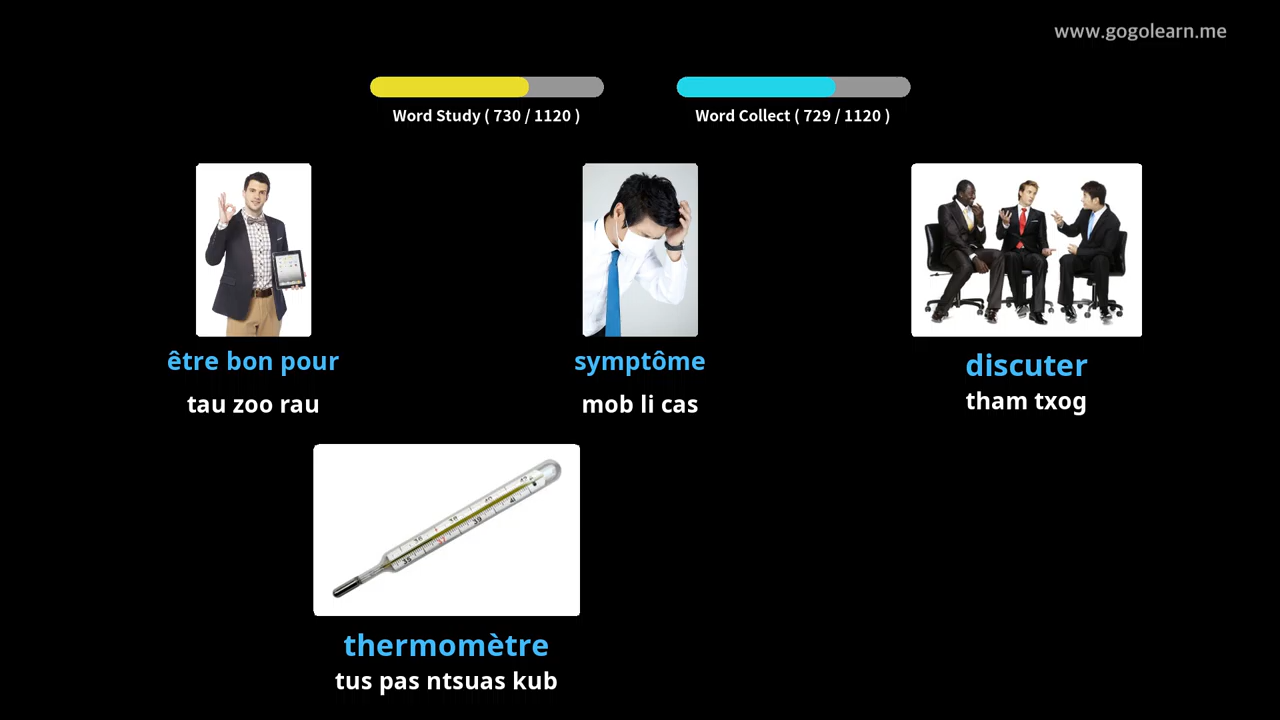 www.gogolearn.me
Word Study ( 730 / 1120 )
Word Collect ( 729 / 1120 )
être bon pour
tau zoo rau
symptôme
mob li cas
discuter
tham txog
thermomètre
tus pas ntsuas kub